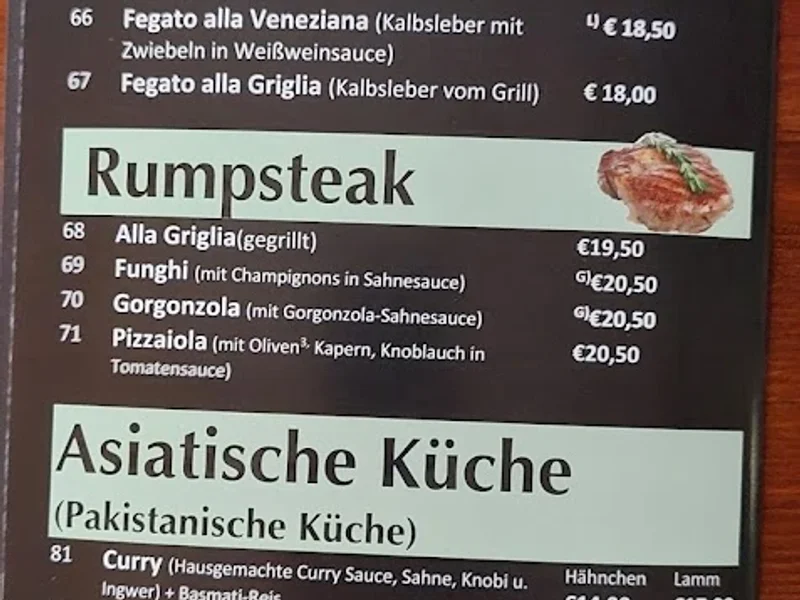 66 Fegato alla Veneziana (Kalbsleber mit L) € 18,50
Zwiebeln in Weißweinsauce)
67 Fegato alla Griglia (Kalbsleber vom Grill) € 18,00
Rumpsteak
68 Alla Griglia(gegrillt) €19,50
69 Funghi (mit Champignons in Sahnesauce) G)€20,50
70 Gorgonzola (mit Gorgonzola-Sahnesauce) G)€20,50
71 Pizzaiola (mit Oliven3, Kapern, Knoblauch in €20,50
Tomatensauce)
Asiatische Küche
(Pakistanische Küche)
81 Curry (Hausgemachte Curry Sauce, Sahne, Knobi u. Hähnchen Lamm
Ingwer) + Basmati-Reis